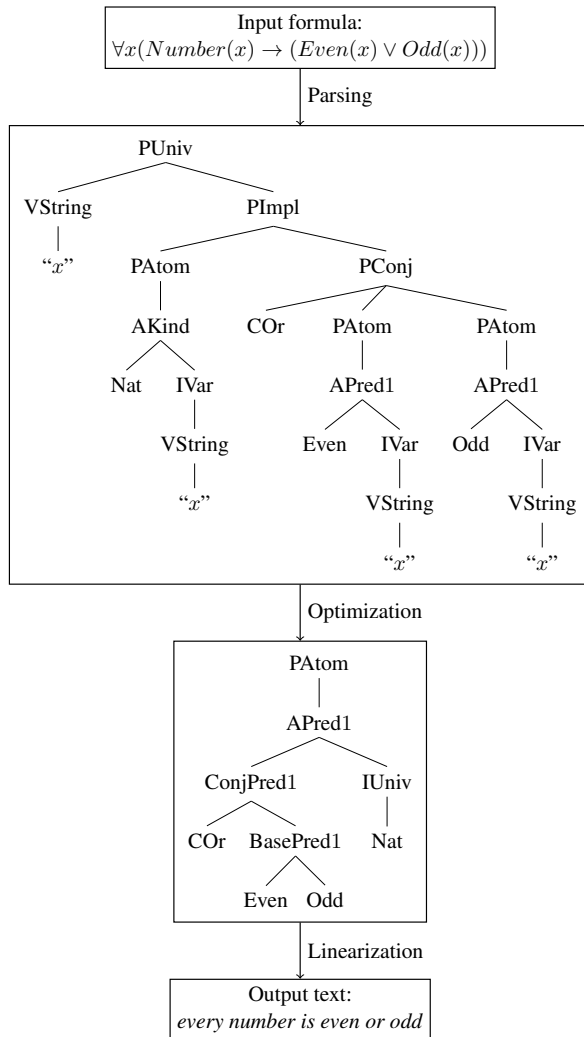 Input formula:
∀x(Number(x) → (Even(x) ∨ Odd(x)))
Parsing
PUniv
VString PImpl
“x” PAtom PConj
AKind COr PAtom PAtom
Nat IVar APred1 APred1
VString Even IVar Odd IVar
“x” VString VString
“x” “x”
Optimization
PAtom
APred1
ConjPred1 IUniv
COr BasePred1 Nat
Even Odd
Linearization
Output text:
every number is even or odd